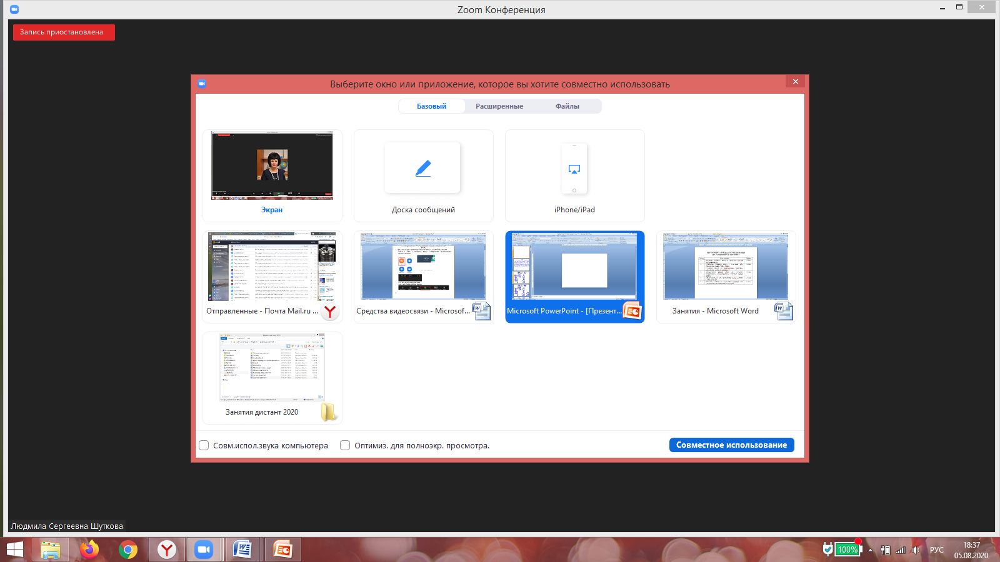 Zoom Конференция
Запись приостановлена
Выберите окно или приложение, которое вы хотите совместно использовать
Базовый
Расширенные
Файлы
Экран
Доска сообщений
iPhone/iPad
Отправленные - Почта Mail.ru ...
Средства видеосвязи - Microsof...
Microsoft PowerPoint - [Презент...
Занятия - Microsoft Word
Занятия дистант 2020
Совм.испол.звука компьютера
Оптимиз. для полноэкр. просмотра.
Совместное использование
Людмила Сергеевна Шуткова
100%
РУС
18:37
05.08.2020